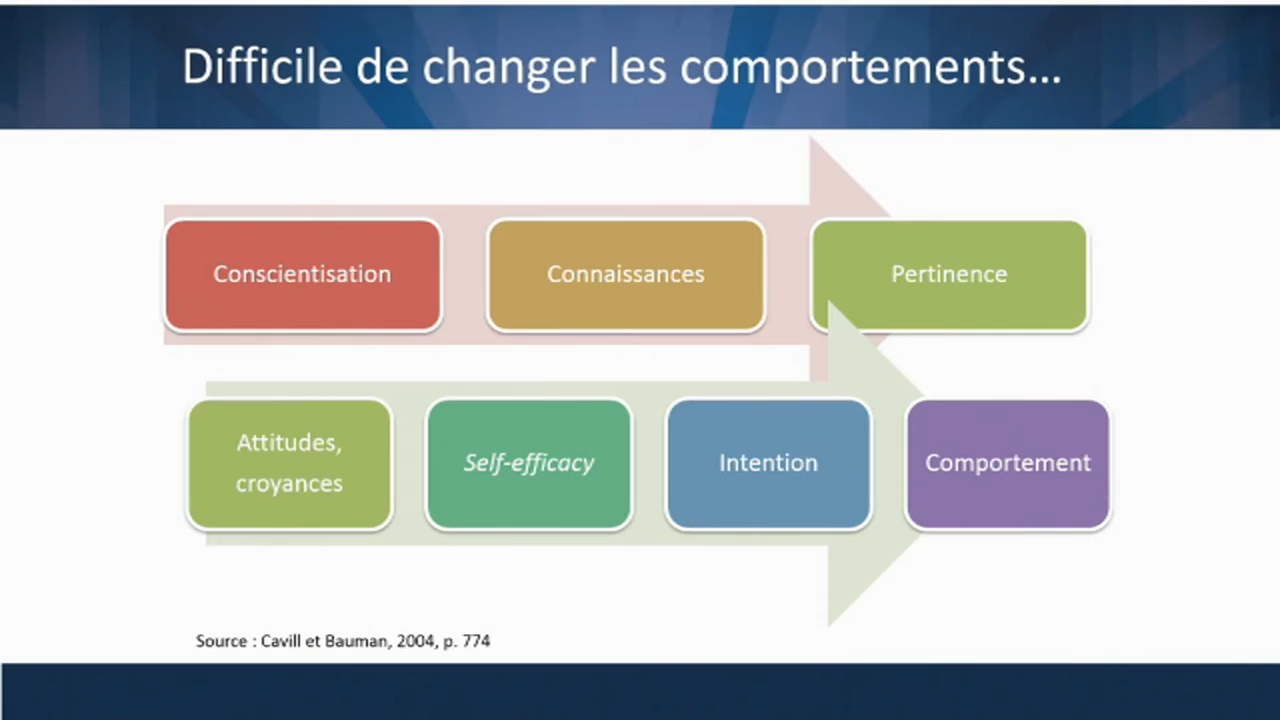 Difficile de changer les comportements...
Conscientisation
Connaissances
Pertinence
Attitudes,
croyances
Self-efficacy
Intention
Comportement
Source : Cavill et Bauman, 2004, p. 774